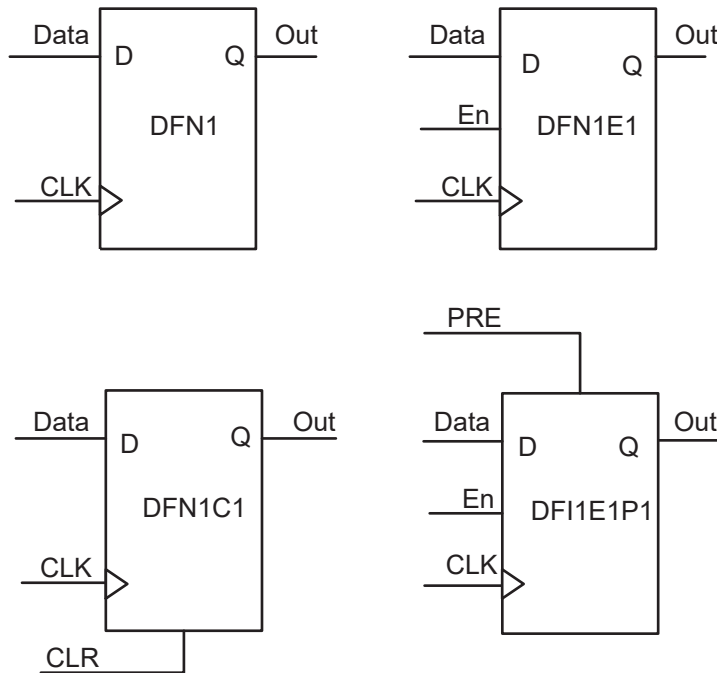 Data
D
Q
Out
DFN1
CLK
Data
D
Q
Out
En
DFN1E1
CLK
Data
D
Q
Out
DFN1C1
CLK
CLR
PRE
Data
D
Q
Out
En
DFI1E1P1
CLK